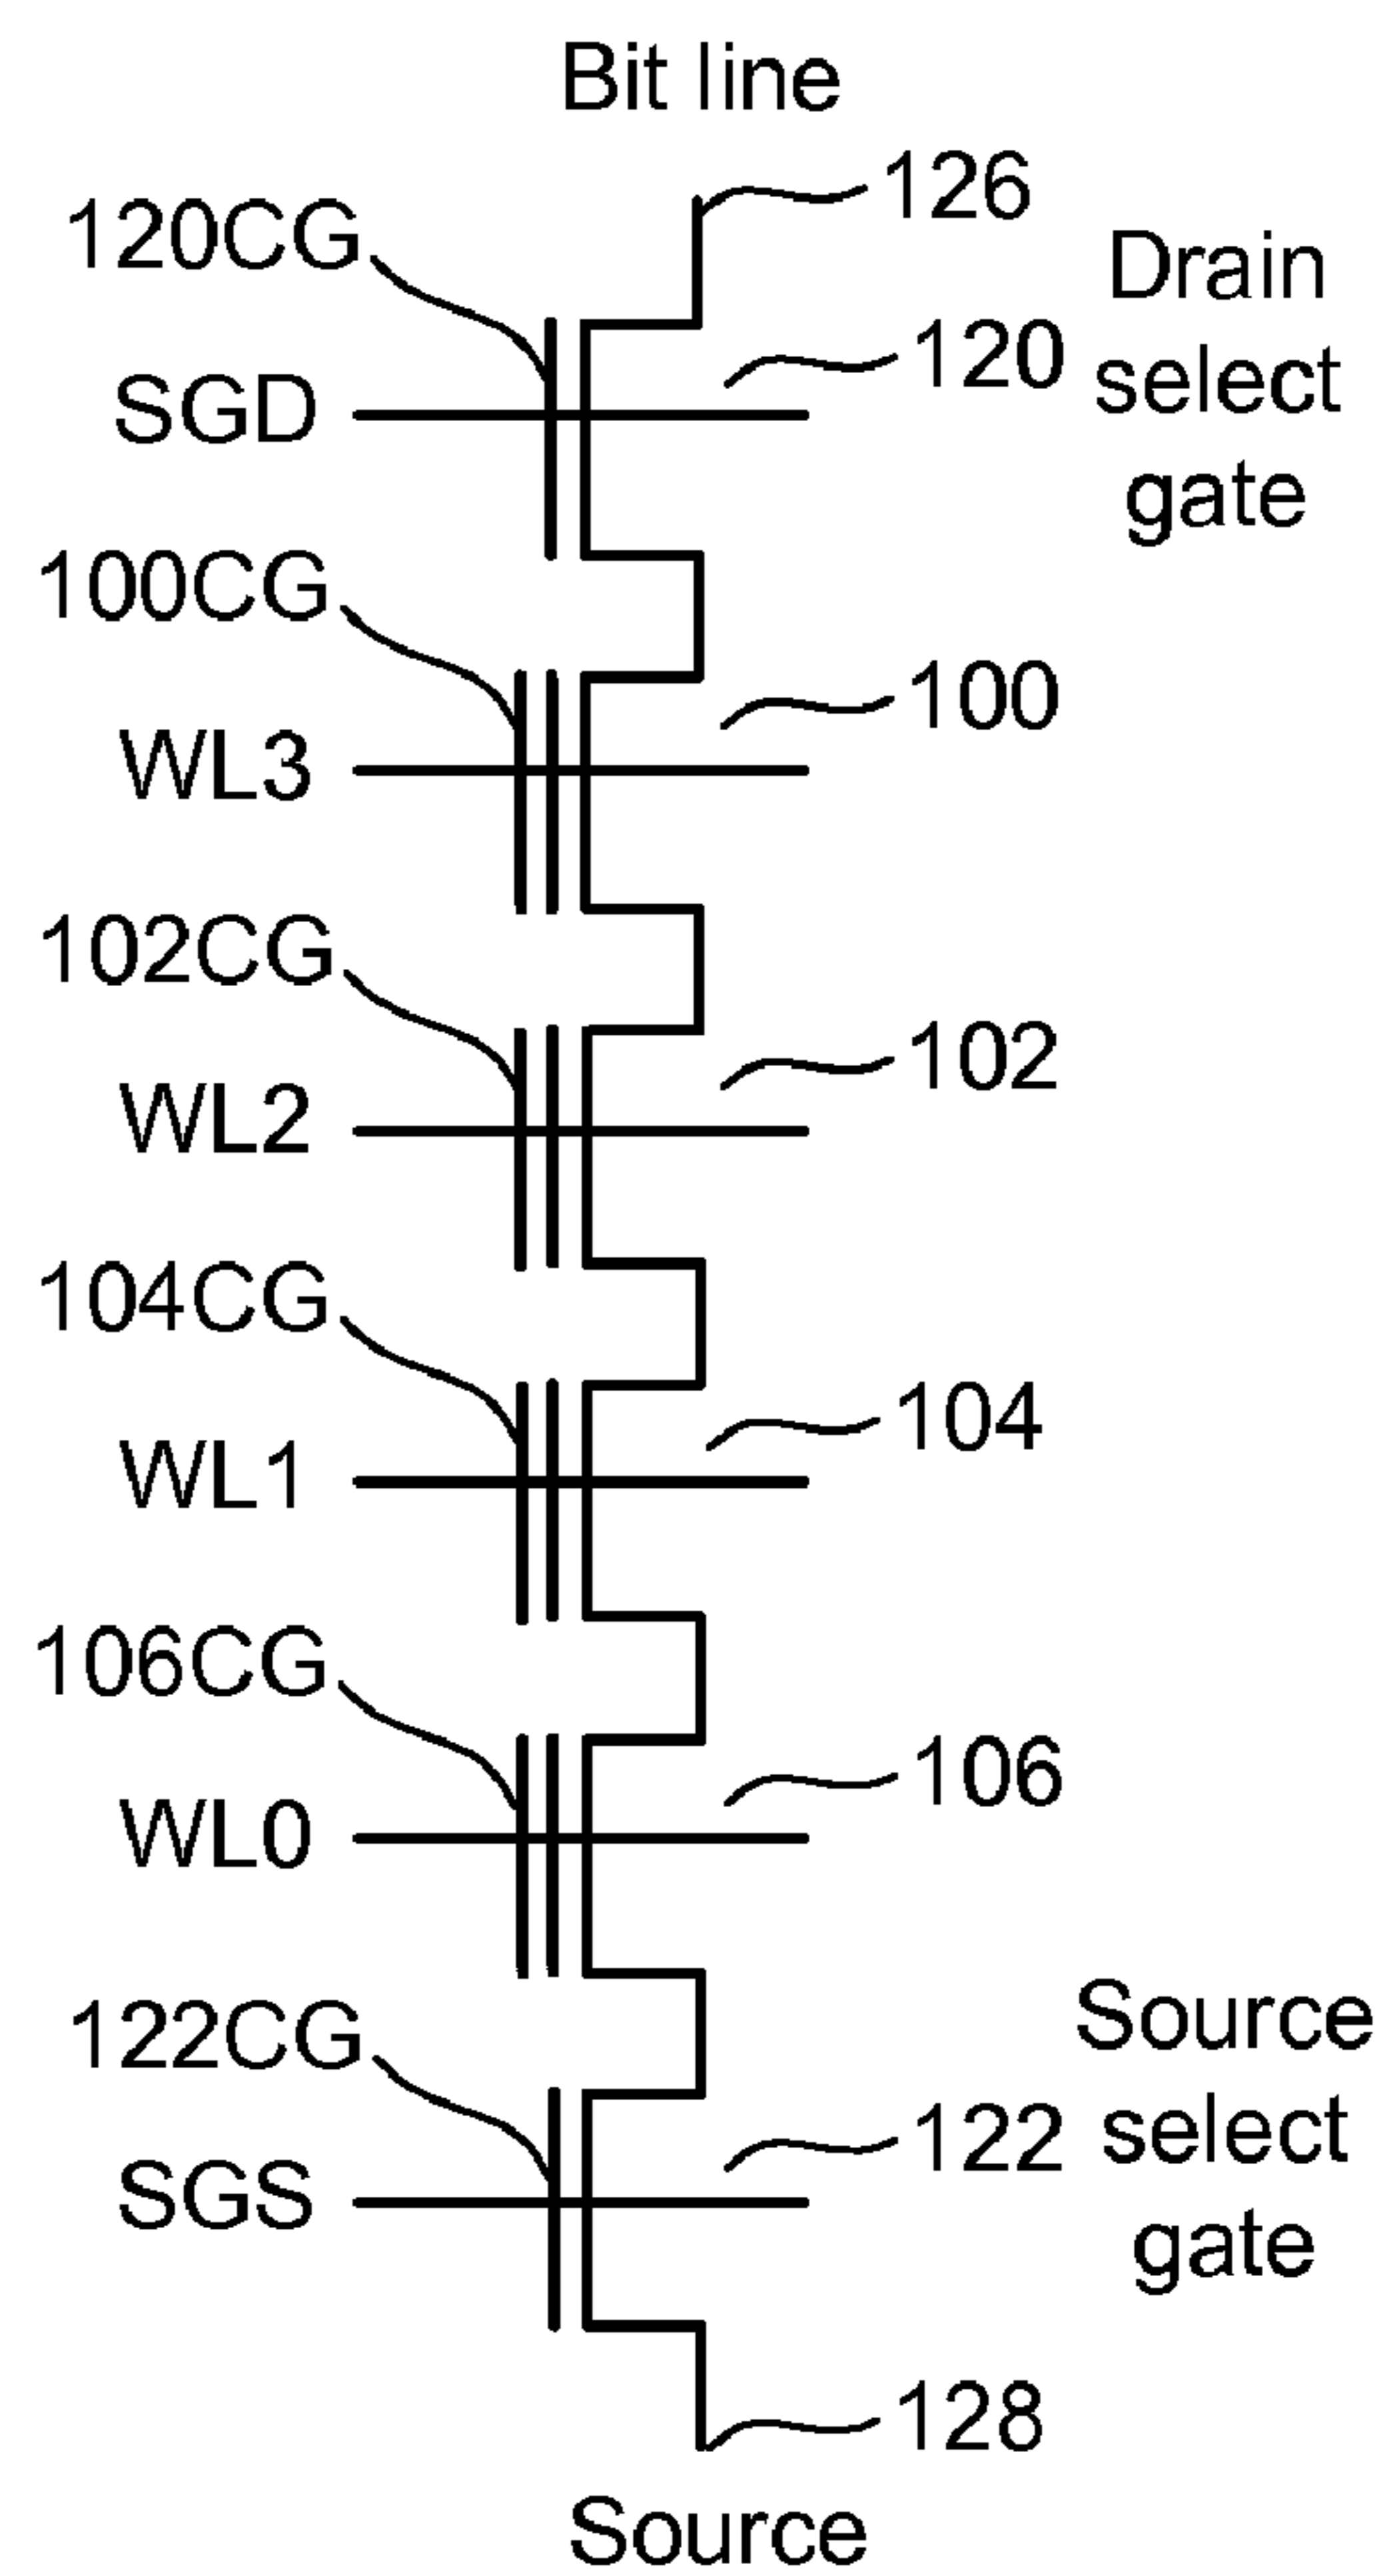 Bit line
126
120CG
Drain
select
gate
120
SGD
100CG
100
WL3
102CG
102
WL2
104CG
104
WL1
106CG
106
WL0
122CG
Source
select
gate
122
SGS
128
Source